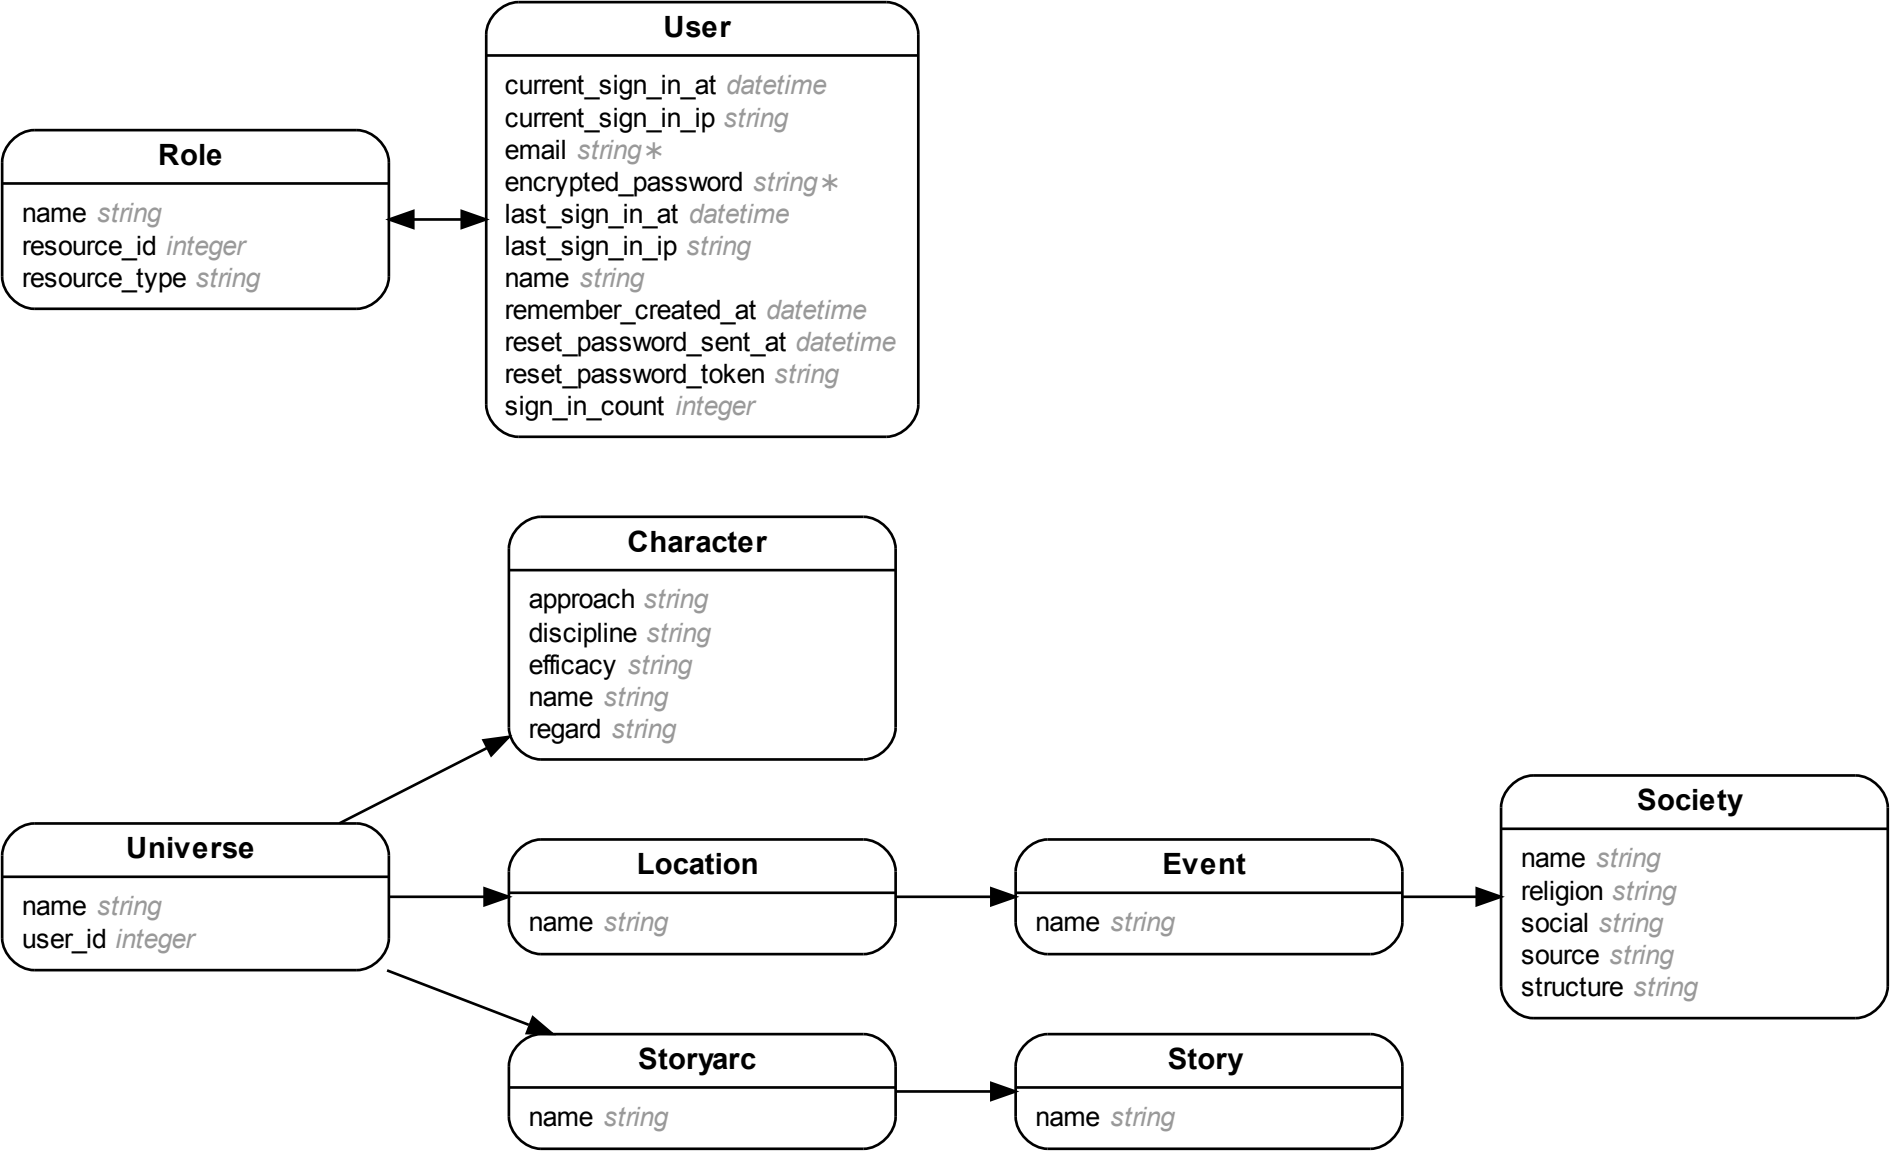 User
current_sign_in_at datetime
current_sign_in_ip string
email string∗
encrypted_password string∗
last_sign_in_at datetime
last_sign_in_ip string
name string
remember_created_at datetime
reset_password_sent_at datetime
reset_password_token string
sign_in_count integer
Role
name string
resource_id integer
resource_type string
Character
approach string
discipline string
efficacy string
name string
regard string
Universe
name string
user_id integer
Location
name string
Event
name string
Society
name string
religion string
social string
source string
structure string
Storyarc
name string
Story
name string